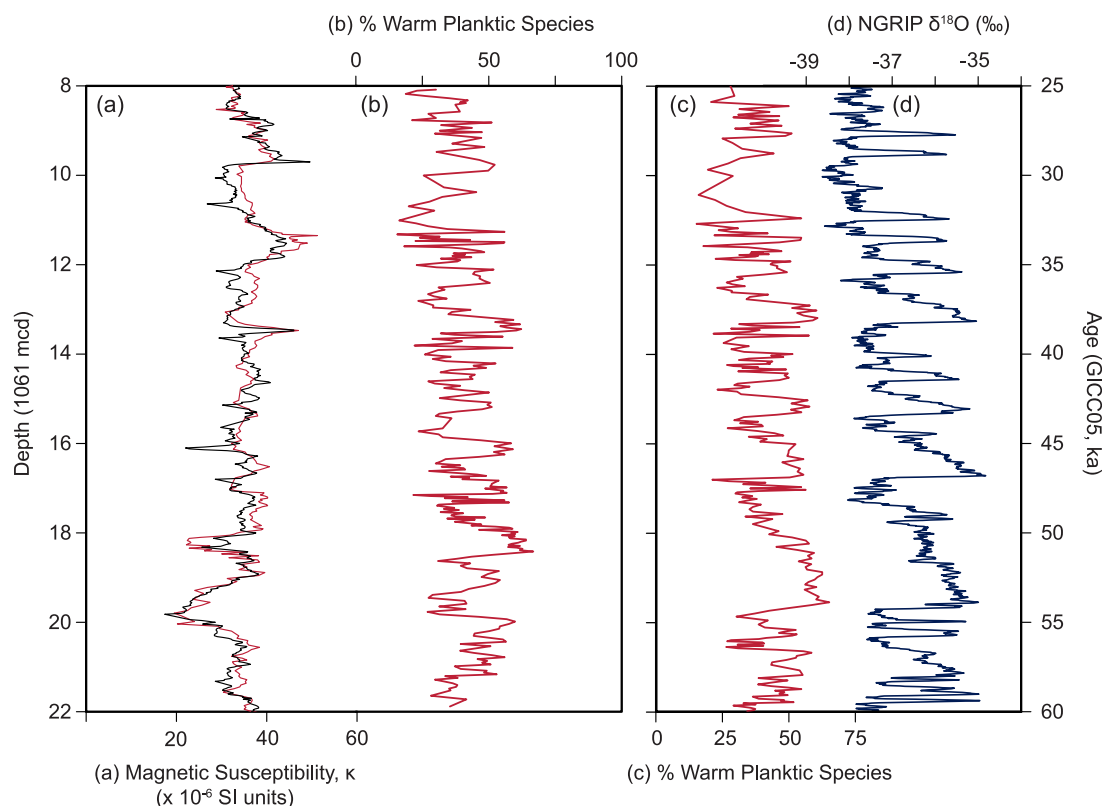 (b) % Warm Planktic Species
(d) NGRIP δ¹⁸O (‰)
0 50 100
-39 -37 -35
8 (a) (b) (c) (d) 25
10 30
12 35
14 40
16 45
18 50
20 55
22 60
Depth (1061 mcd)
Age (GICC05, ka)
20 40 60
0 25 50 75
(a) Magnetic Susceptibility, κ
(x 10⁻⁶ SI units)
(c) % Warm Planktic Species